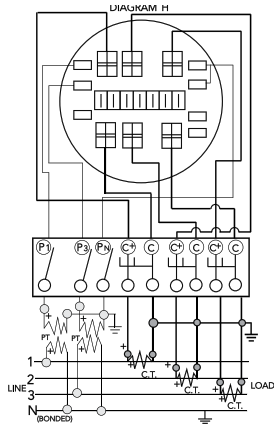 DIAGRAM H
P1 P3 PN C+ C C+ C C+ C
+ + +
PT PT
+ +
1
C.T.
+ +
2
LINE LOAD
C.T.
3
+ +
N C.T.
(BONDED)